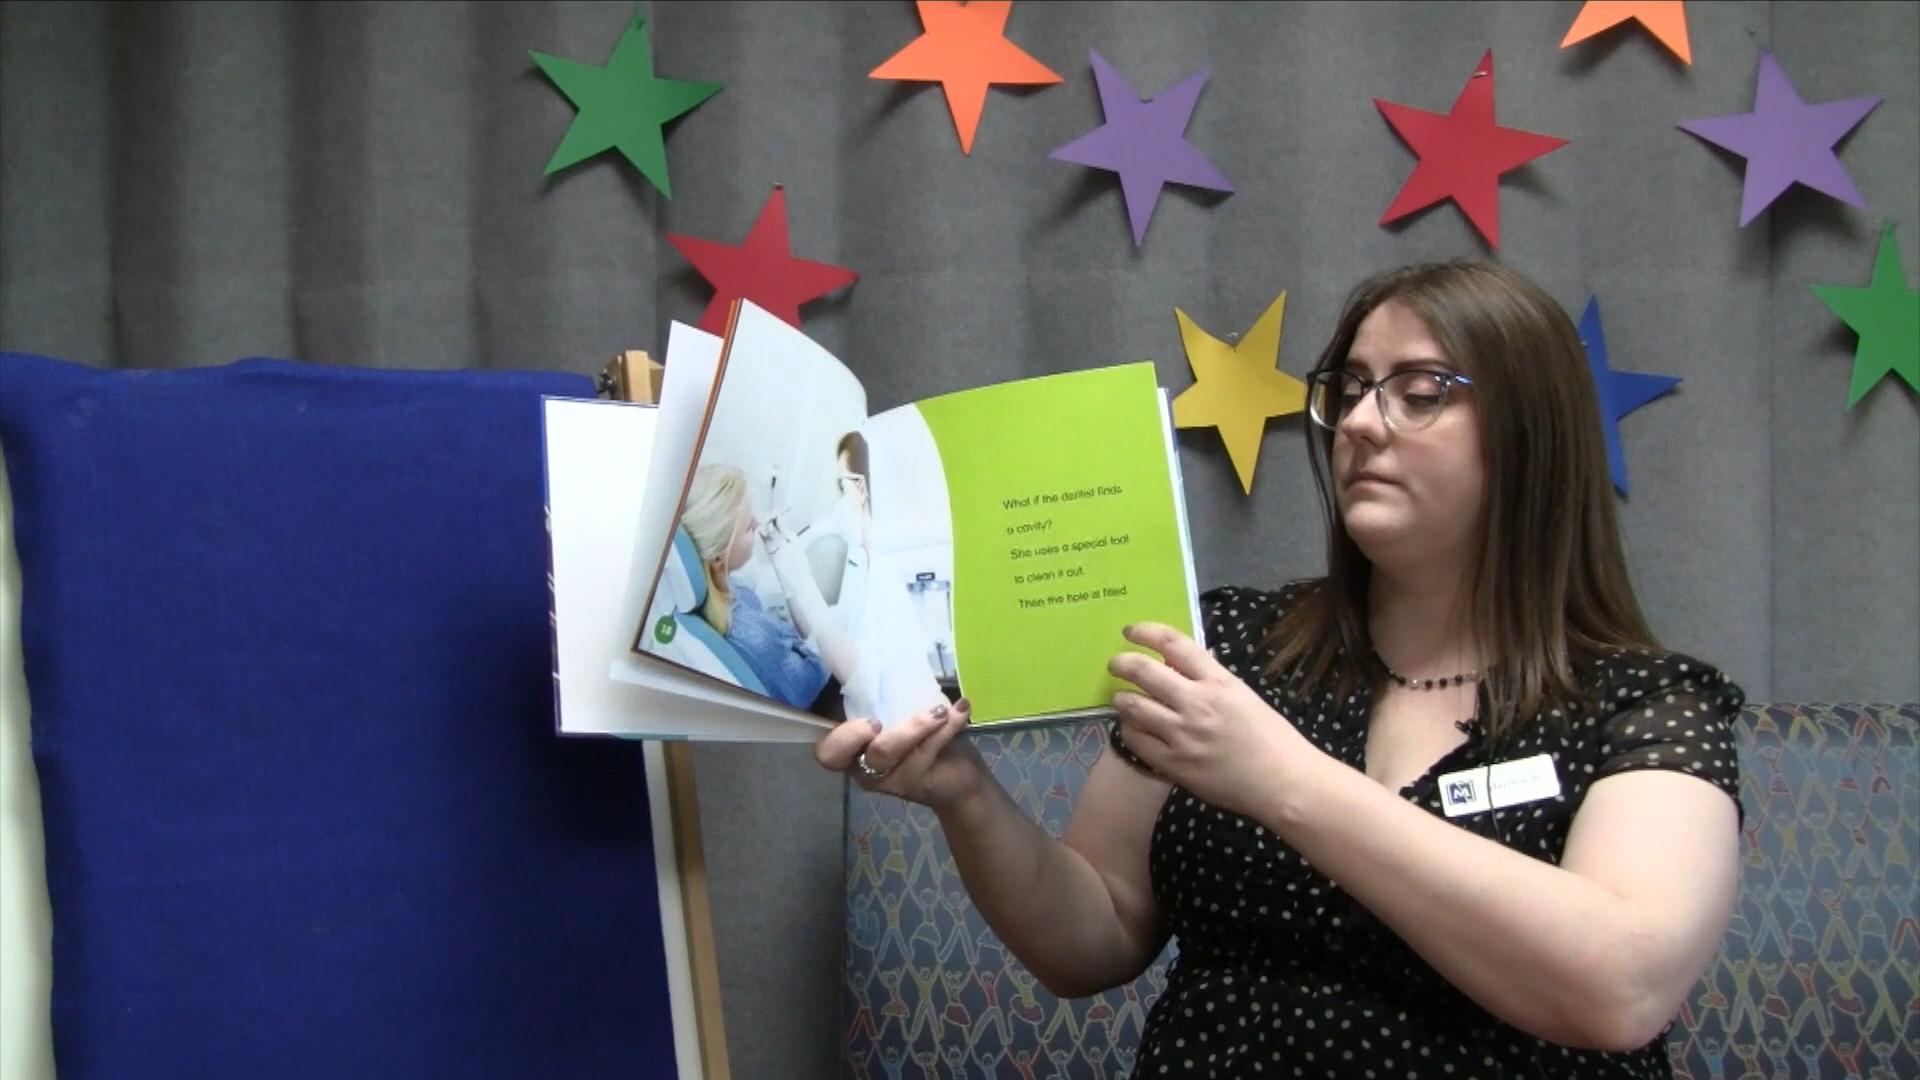 What if the dentist finds
a cavity?
She uses a special tool
to clean it out.
Then the hole is filled.
18